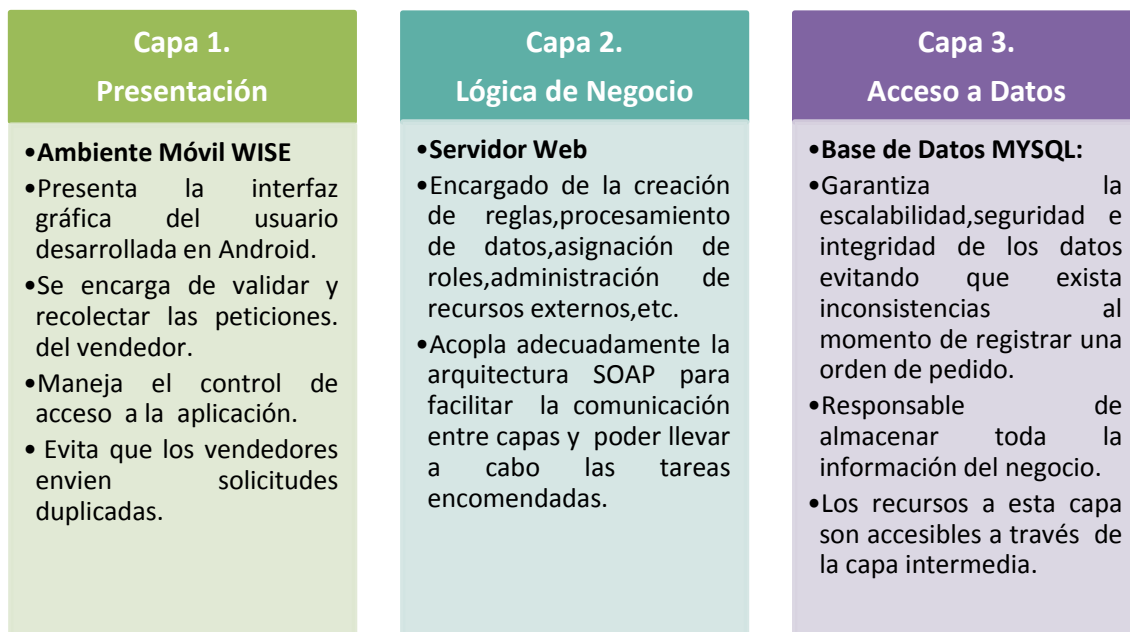 Capa 1.
Presentación
•Ambiente Móvil WISE
•Presenta la interfaz
gráfica del usuario
desarrollada en Android.
•Se encarga de validar y
recolectar las peticiones.
del vendedor.
•Maneja el control de
acceso a la aplicación.
• Evita que los vendedores
envien solicitudes
duplicadas.
Capa 2.
Lógica de Negocio
•Servidor Web
•Encargado de la creación
de reglas,procesamiento
de datos,asignación de
roles,administración de
recursos externos,etc.
•Acopla adecuadamente la
arquitectura SOAP para
facilitar la comunicación
entre capas y poder llevar
a cabo las tareas
encomendadas.
Capa 3.
Acceso a Datos
•Base de Datos MYSQL:
•Garantiza la
escalabilidad,seguridad e
integridad de los datos
evitando que exista
inconsistencias al
momento de registrar una
orden de pedido.
•Responsable de
almacenar toda la
información del negocio.
•Los recursos a esta capa
son accesibles a través de
la capa intermedia.